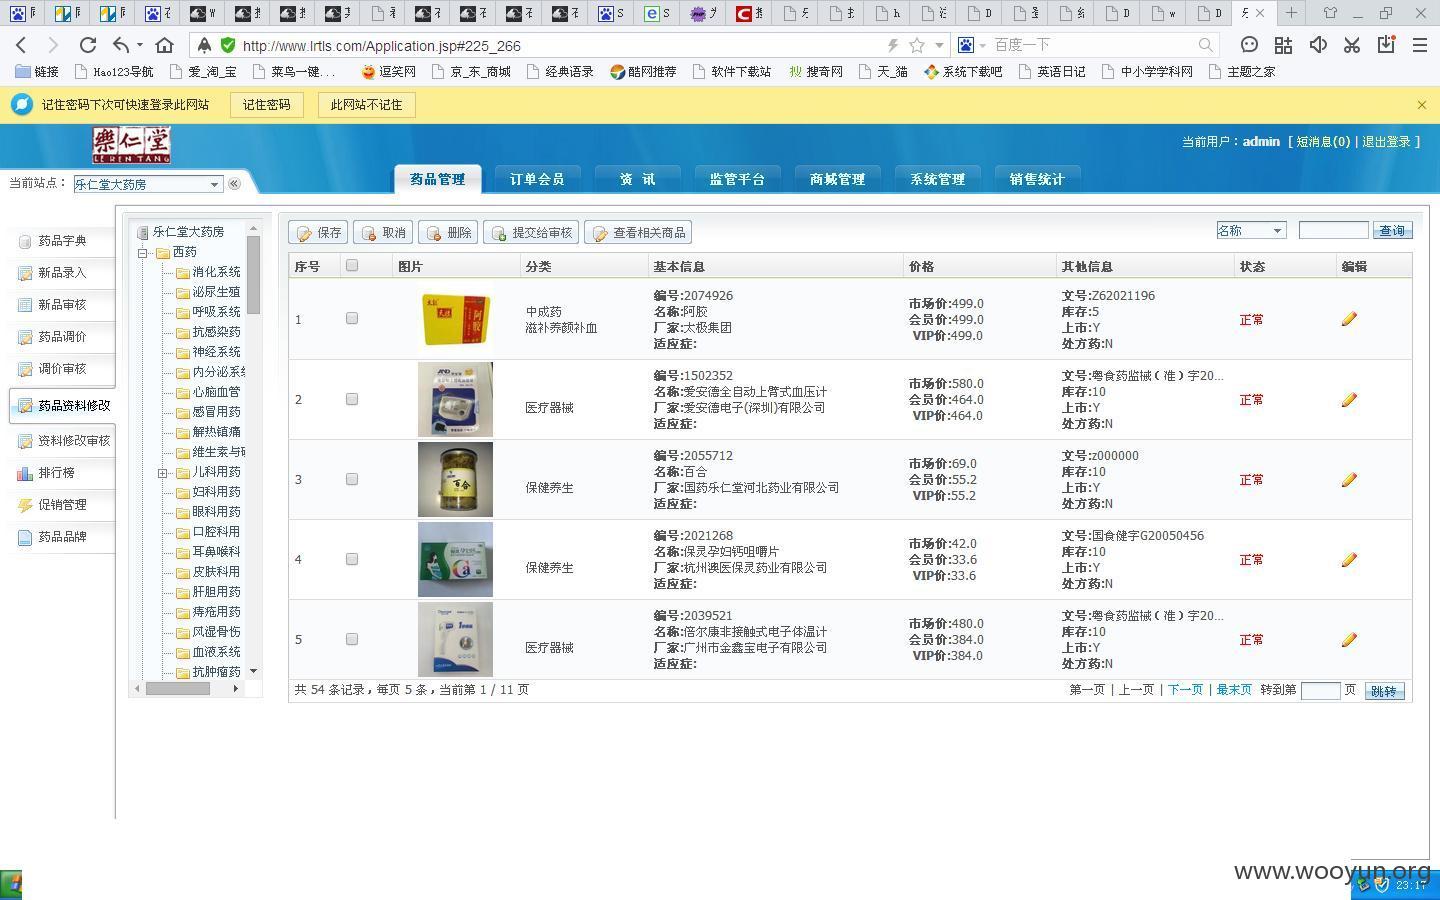 http://www.lrtls.com/Application.jsp#225_266
百度一下
链接 Hao123导航 爱_淘_宝 菜鸟一键... 逗笑网 京_东_商城 经典语录 酷网推荐 软件下载站 搜奇网 天_猫 系统下载吧 英语日记 中小学学科网 主题之家
记住密码下次可快速登录此网站 记住密码 此网站不记住
樂仁堂
LE REN TANG
当前用户：admin [ 短消息(0) | 退出登录 ]
当前站点： 乐仁堂大药房
药品管理 订单会员 资 讯 监管平台 商城管理 系统管理 销售统计
药品字典
新品录入
新品审核
药品调价
调价审核
药品资料修改
资料修改审核
排行榜
促销管理
药品品牌
乐仁堂大药房
西药
消化系统
泌尿生殖
呼吸系统
抗感染药
神经系统
内分泌系统
心脑血管
感冒用药
解热镇痛
维生素与
儿科用药
妇科用药
眼科用药
口腔科用
耳鼻喉科
皮肤科用
肝胆用药
痔疮用药
风湿骨伤
血液系统
抗肿瘤药
保存 取消 删除 提交给审核 查看相关商品
名称 查询
序号 图片 分类 基本信息 价格 其他信息 状态 编辑
1
中成药
滋补养颜补血
编号:2074926
名称:阿胶
厂家:太极集团
适应症:
市场价:499.0
会员价:499.0
VIP价:499.0
文号:Z62021196
库存:5
上市:Y
处方药:N
正常
2
医疗器械
编号:1502352
名称:爱安德全自动上臂式血压计
厂家:爱安德电子(深圳)有限公司
适应症:
市场价:580.0
会员价:464.0
VIP价:464.0
文号:粤食药监械（准）字20...
库存:10
上市:Y
处方药:N
正常
3
百合
保健养生
编号:2055712
名称:百合
厂家:国药乐仁堂河北药业有限公司
适应症:
市场价:69.0
会员价:55.2
VIP价:55.2
文号:z000000
库存:10
上市:Y
处方药:N
正常
4
保健养生
编号:2021268
名称:保灵孕妇钙咀嚼片
厂家:杭州澳医保灵药业有限公司
适应症:
市场价:42.0
会员价:33.6
VIP价:33.6
文号:国食健字G20050456
库存:10
上市:Y
处方药:N
正常
5
医疗器械
编号:2039521
名称:倍尔康非接触式电子体温计
厂家:广州市金鑫宝电子有限公司
适应症:
市场价:480.0
会员价:384.0
VIP价:384.0
文号:粤食药监械（准）字20...
库存:10
上市:Y
处方药:N
正常
共 54 条记录，每页 5 条，当前第 1 / 11 页
第一页 | 上一页 | 下一页 | 最末页 转到第 页 跳转
www.wooyun.org
23:17